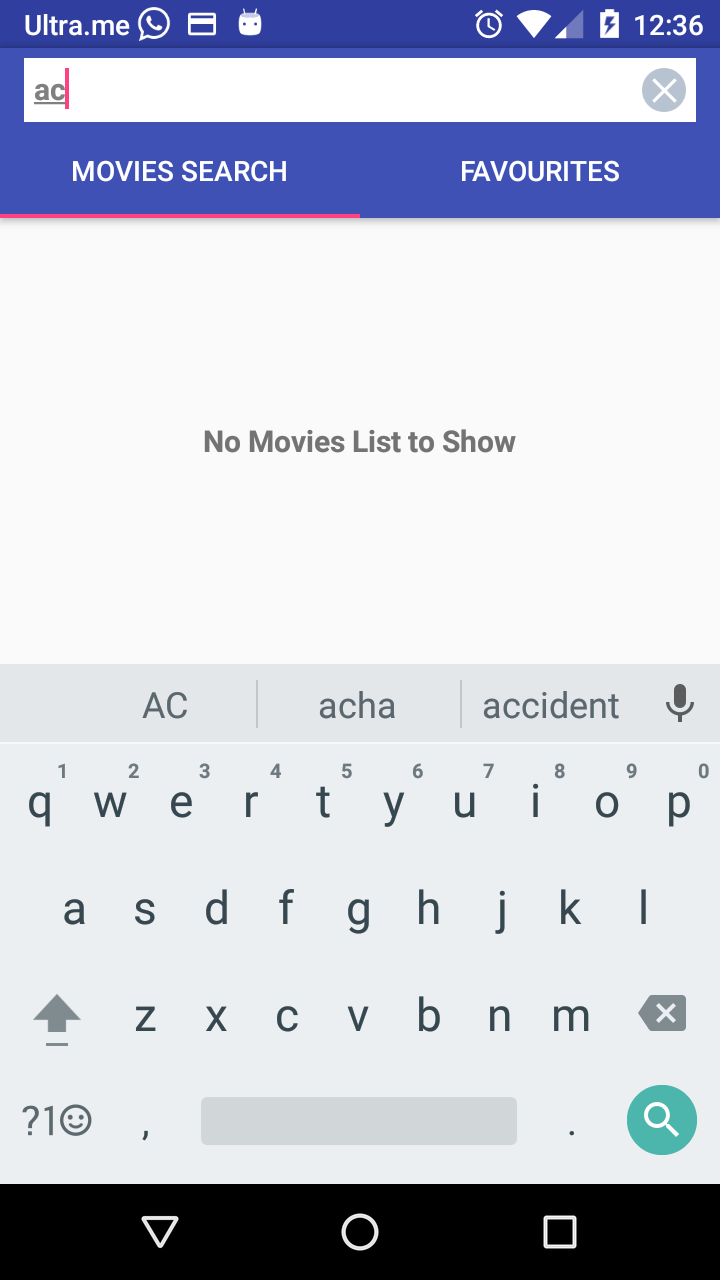 Ultra.me 12:36
ac
MOVIES SEARCH FAVOURITES
No Movies List to Show
AC acha accident
1 2 3 4 5 6 7 8 9 0
q w e r t y u i o p
a s d f g h j k l
z x c v b n m
?1☺ , .